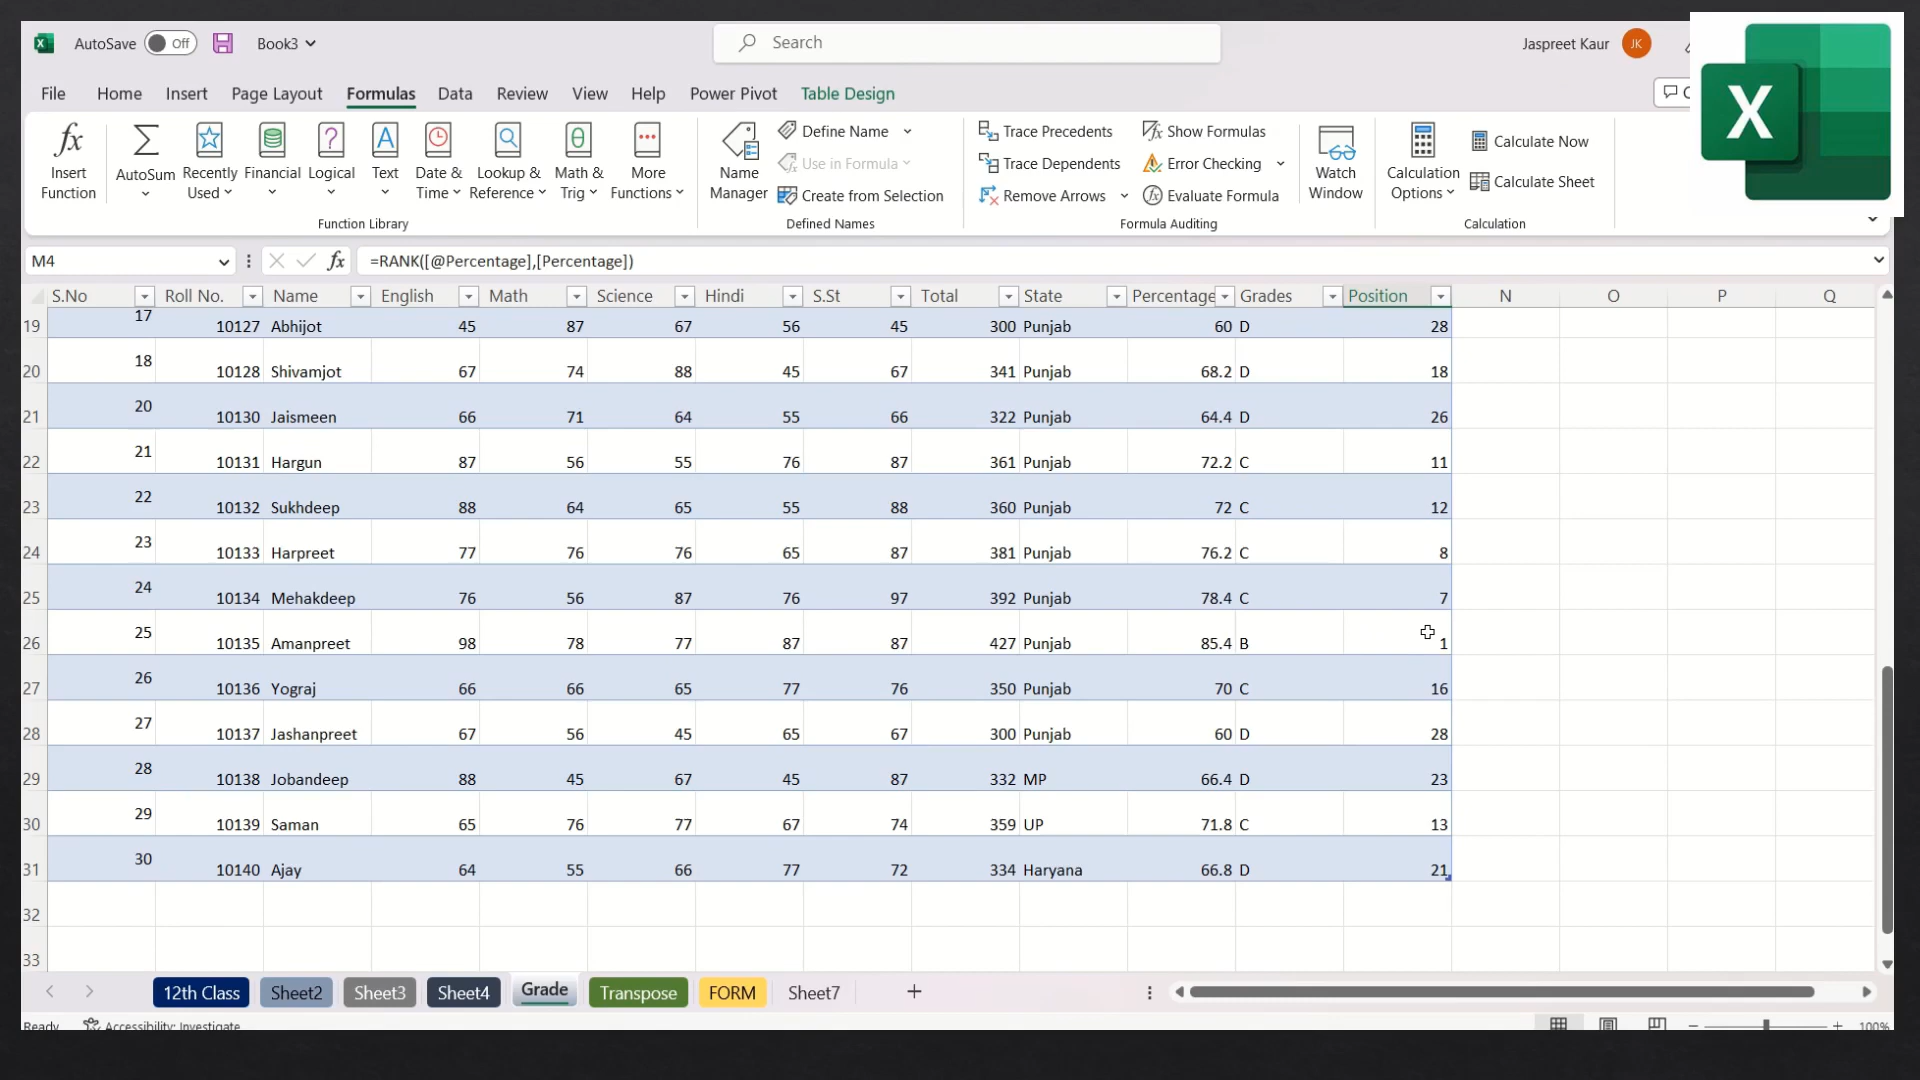 AutoSave Off Book3 Search Jaspreet Kaur JK
File Home Insert Page Layout Formulas Data Review View Help Power Pivot Table Design
fx Insert Function
AutoSum Recently Used Financial Logical Text Date & Time Lookup & Reference Math & Trig More Functions
Function Library
Name Manager
Define Name
Use in Formula
Create from Selection
Defined Names
Trace Precedents Show Formulas
Trace Dependents Error Checking
Remove Arrows Evaluate Formula
Formula Auditing
Watch Window
Calculation Options
Calculate Now
Calculate Sheet
Calculation
X
M4 fx =RANK([@Percentage],[Percentage])
S.No Roll No. Name English Math Science Hindi S.St Total State Percentage Grades Position N O P Q
19 17 10127 Abhijot 45 87 67 56 45 300 Punjab 60 D 28
20 18 10128 Shivamjot 67 74 88 45 67 341 Punjab 68.2 D 18
21 20 10130 Jaismeen 66 71 64 55 66 322 Punjab 64.4 D 26
22 21 10131 Hargun 87 56 55 76 87 361 Punjab 72.2 C 11
23 22 10132 Sukhdeep 88 64 65 55 88 360 Punjab 72 C 12
24 23 10133 Harpreet 77 76 76 65 87 381 Punjab 76.2 C 8
25 24 10134 Mehakdeep 76 56 87 76 97 392 Punjab 78.4 C 7
26 25 10135 Amanpreet 98 78 77 87 87 427 Punjab 85.4 B 1
27 26 10136 Yograj 66 66 65 77 76 350 Punjab 70 C 16
28 27 10137 Jashanpreet 67 56 45 65 67 300 Punjab 60 D 28
29 28 10138 Jobandeep 88 45 67 45 87 332 MP 66.4 D 23
30 29 10139 Saman 65 76 77 67 74 359 UP 71.8 C 13
31 30 10140 Ajay 64 55 66 77 72 334 Haryana 66.8 D 21
32
33
12th Class Sheet2 Sheet3 Sheet4 Grade Transpose FORM Sheet7
Ready Accessibility: Investigate 100%